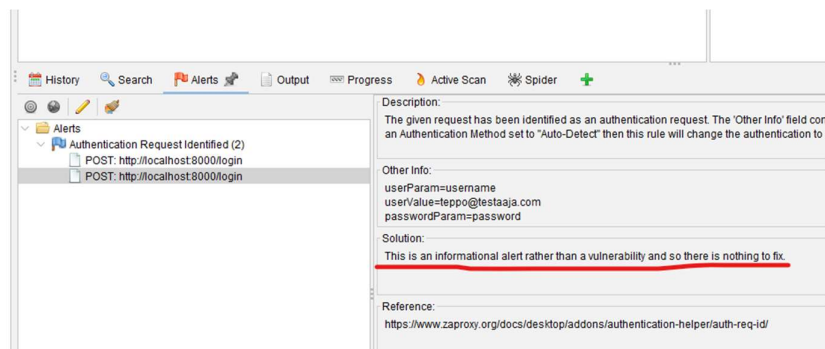 History Search Alerts Output Progress Active Scan Spider
Alerts
Authentication Request Identified (2)
POST: http://localhost:8000/login
POST: http://localhost:8000/login
Description:
The given request has been identified as an authentication request. The 'Other Info' field con
an Authentication Method set to "Auto-Detect" then this rule will change the authentication to
Other Info:
userParam=username
userValue=teppo@testaaja.com
passwordParam=password
Solution:
This is an informational alert rather than a vulnerability and so there is nothing to fix.
Reference:
https://www.zaproxy.org/docs/desktop/addons/authentication-helper/auth-req-id/